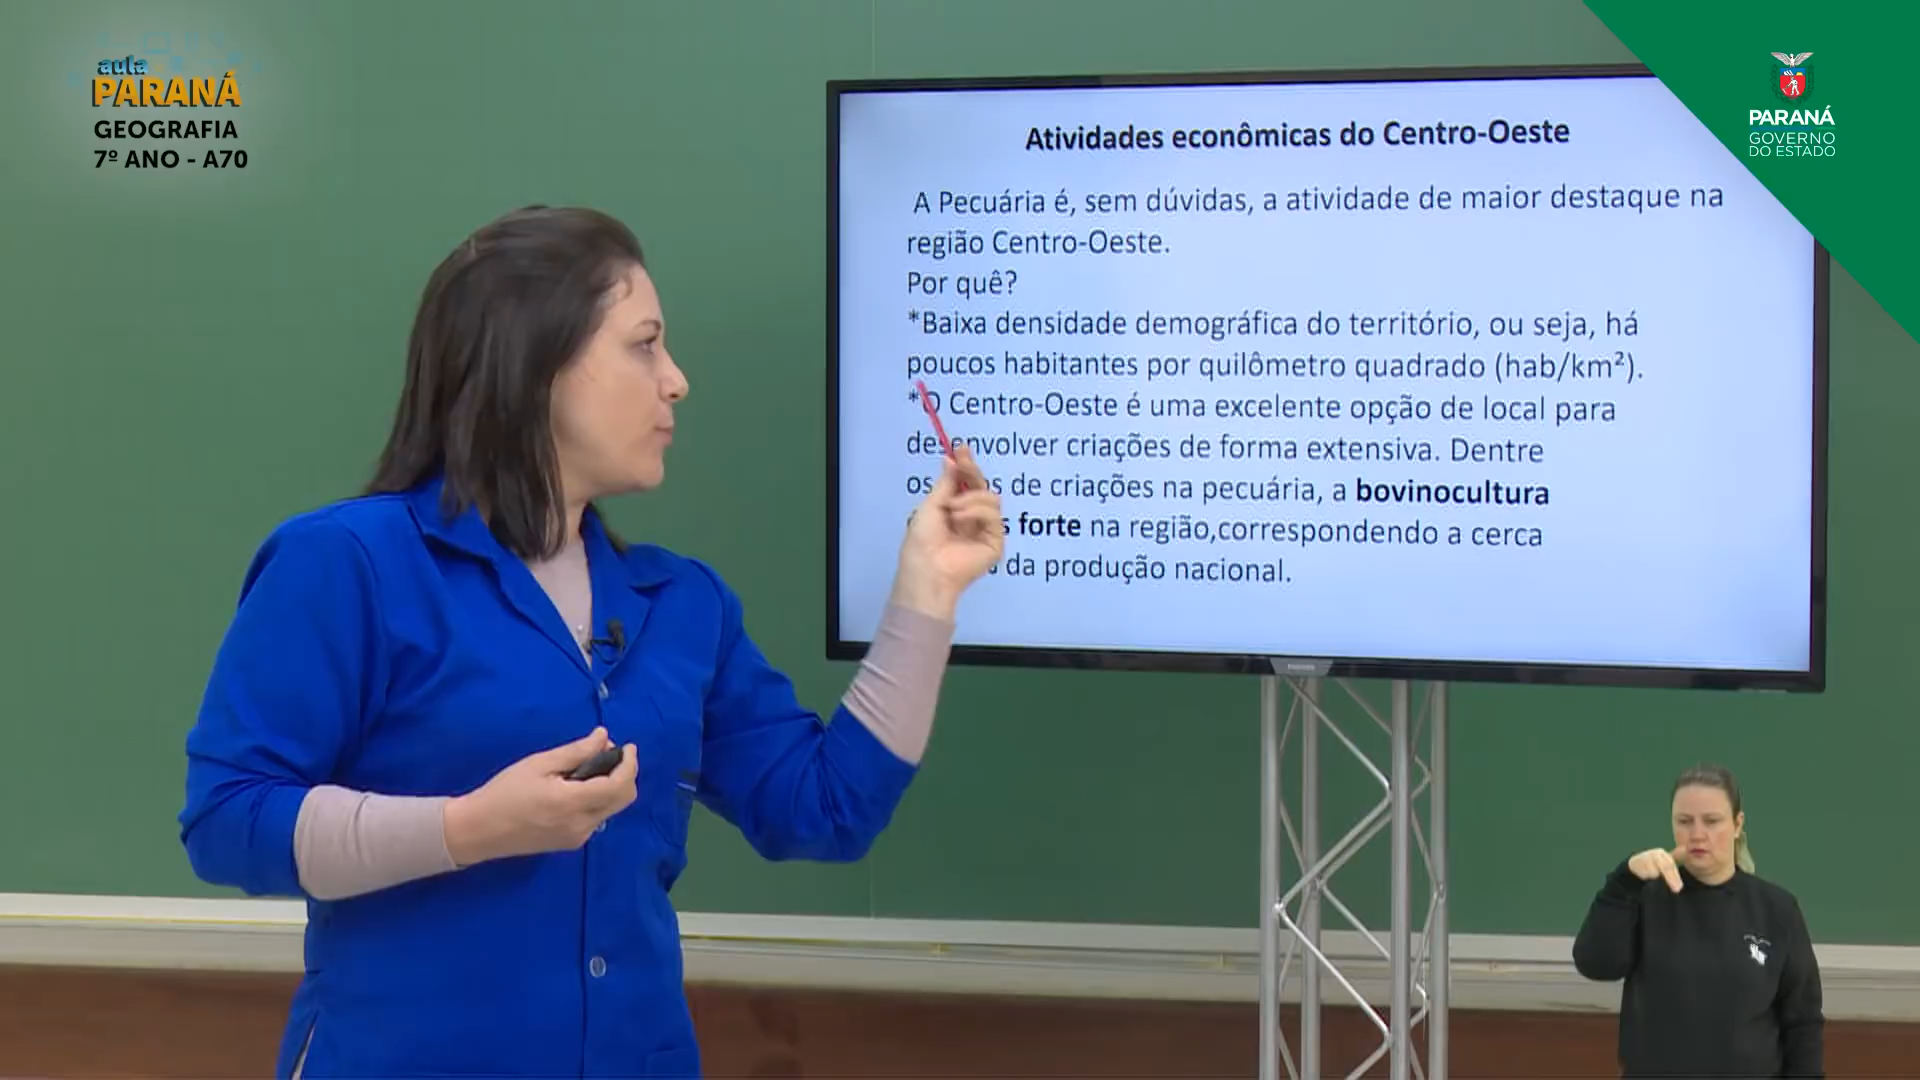 aula
PARANÁ
GEOGRAFIA
7º ANO - A70
PARANÁ
GOVERNO
DO ESTADO
Atividades econômicas do Centro-Oeste
A Pecuária é, sem dúvidas, a atividade de maior destaque na
região Centro-Oeste.
Por quê?
*Baixa densidade demográfica do território, ou seja, há
poucos habitantes por quilômetro quadrado (hab/km²).
*O Centro-Oeste é uma excelente opção de local para
desenvolver criações de forma extensiva. Dentre
os de criações na pecuária, a bovinocultura
forte na região,correspondendo a cerca
da produção nacional.